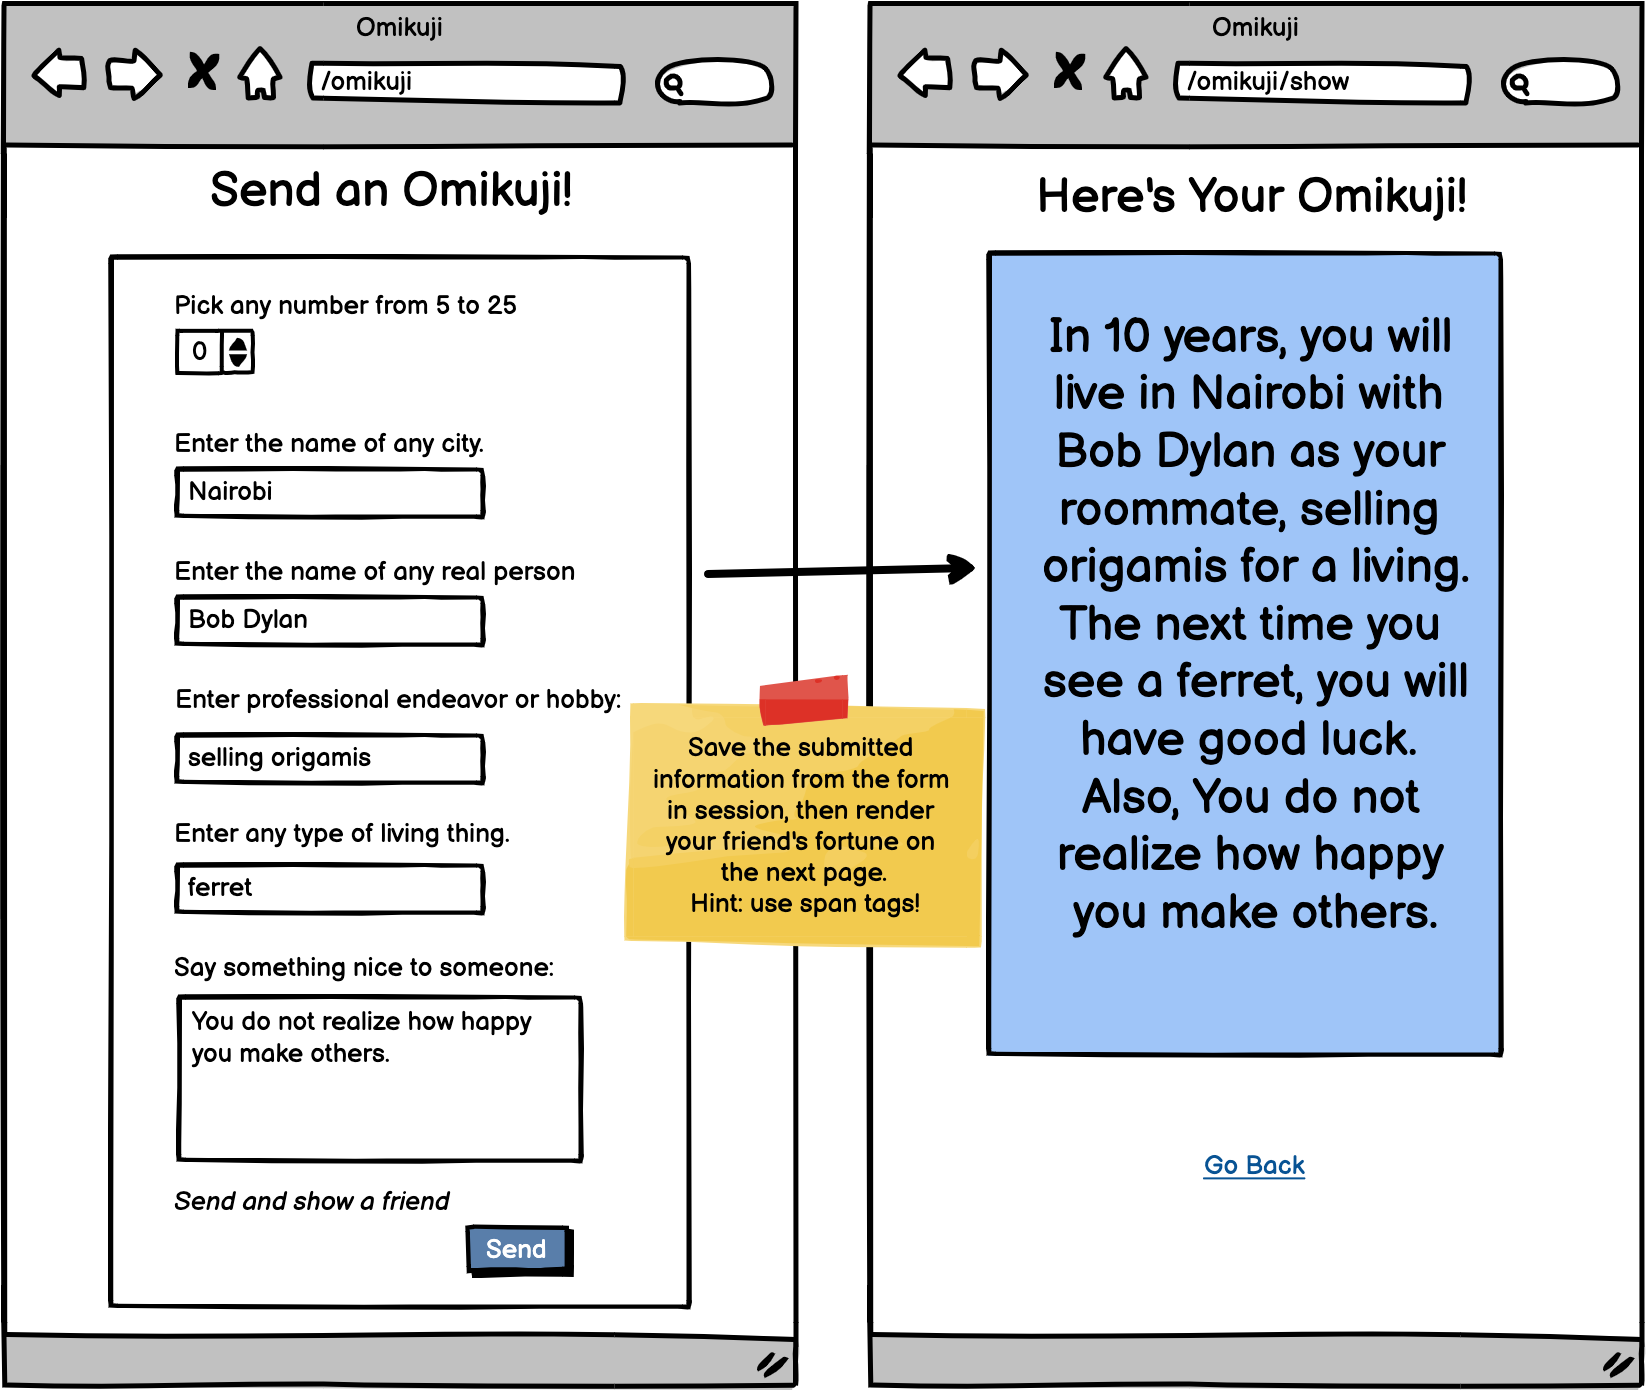 Omikuji
/omikuji
Send an Omikuji!
Pick any number from 5 to 25
0
Enter the name of any city.
Nairobi
Enter the name of any real person
Bob Dylan
Enter professional endeavor or hobby:
selling origamis
Enter any type of living thing.
ferret
Say something nice to someone:
You do not realize how happy
you make others.
Send and show a friend
Send
Save the submitted
information from the form
in session, then render
your friend's fortune on
the next page.
Hint: use span tags!
Omikuji
/omikuji/show
Here's Your Omikuji!
In 10 years, you will
live in Nairobi with
Bob Dylan as your
roommate, selling
origamis for a living.
The next time you
see a ferret, you will
have good luck.
Also, You do not
realize how happy
you make others.
Go Back